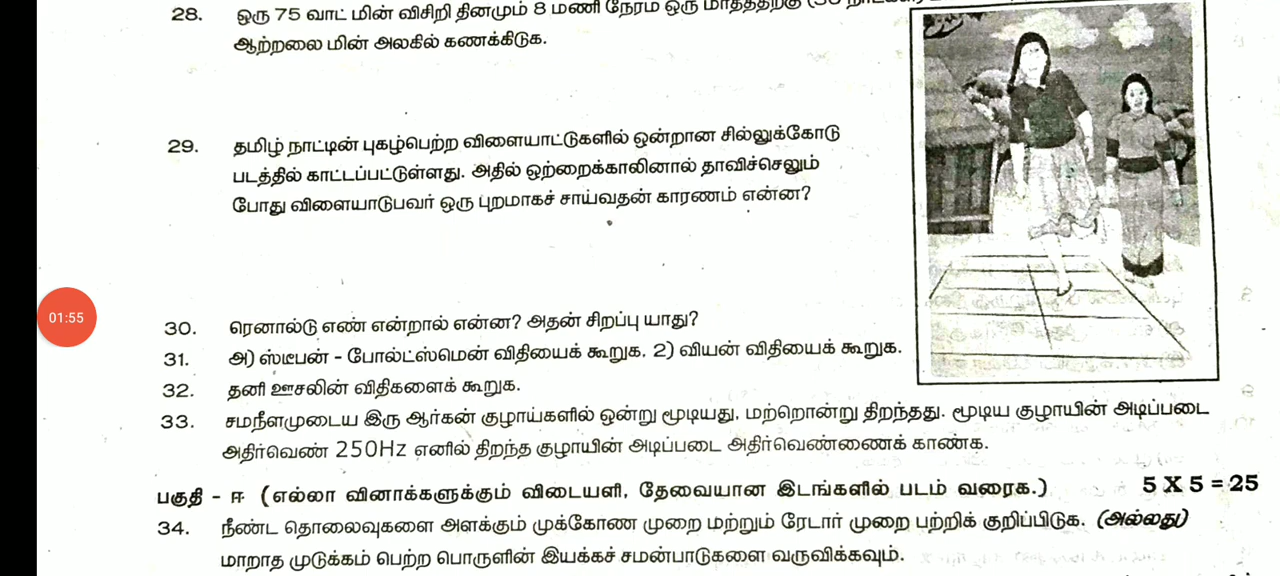 28. ஒரு 75 வாட் மின் விசிறி தினமும் 8 மணி நேரம் ஒரு மாதத்திற்கு
ஆற்றலை மின் அலகில் கணக்கிடுக.
29. தமிழ் நாட்டின் புகழ்பெற்ற விளையாட்டுகளில் ஒன்றான சில்லுக்கோடு
படத்தில் காட்டப்பட்டுள்ளது. அதில் ஒற்றைக்காலினால் தாவிச்செலும்
போது விளையாடுபவர் ஒரு புறமாகச் சாய்வதன் காரணம் என்ன?
01:55
30. ரெனால்டு எண் என்றால் என்ன? அதன் சிறப்பு யாது?
31. அ) ஸ்டீபன் - போல்ட்ஸ்மென் விதியைக் கூறுக. 2) வியன் விதியைக் கூறுக.
32. தனி ஊசலின் விதிகளைக் கூறுக.
33. சமநீளமுடைய இரு ஆர்கன் குழாய்களில் ஒன்று மூடியது. மற்றொன்று திறந்தது. மூடிய குழாயின் அடிப்படை
அதிர்வெண் 250Hz எனில் திறந்த குழாயின் அடிப்படை அதிர்வெண்ணைக் காண்க.
பகுதி - ஈ (எல்லா வினாக்களுக்கும் விடையளி, தேவையான இடங்களில் படம் வரைக.) 5 X 5 = 25
34. நீண்ட தொலைவுகளை அளக்கும் முக்கோண முறை மற்றும் ரேடார் முறை பற்றிக் குறிப்பிடுக. (அல்லது)
மாறாத முடுக்கம் பெற்ற பொருளின் இயக்கச் சமன்பாடுகளை வருவிக்கவும்.